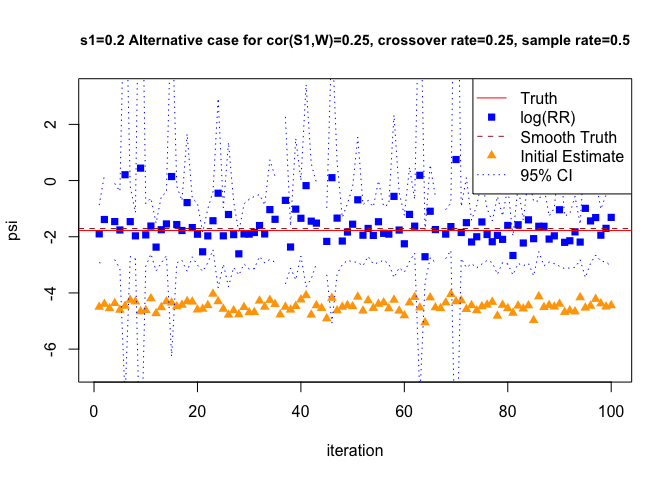 s1=0.2 Alternative case for cor(S1,W)=0.25, crossover rate=0.25, sample rate=0.5
Truth
log(RR)
Smooth Truth
Initial Estimate
95% CI
psi
2
0
-2
-4
-6
0 20 40 60 80 100
iteration